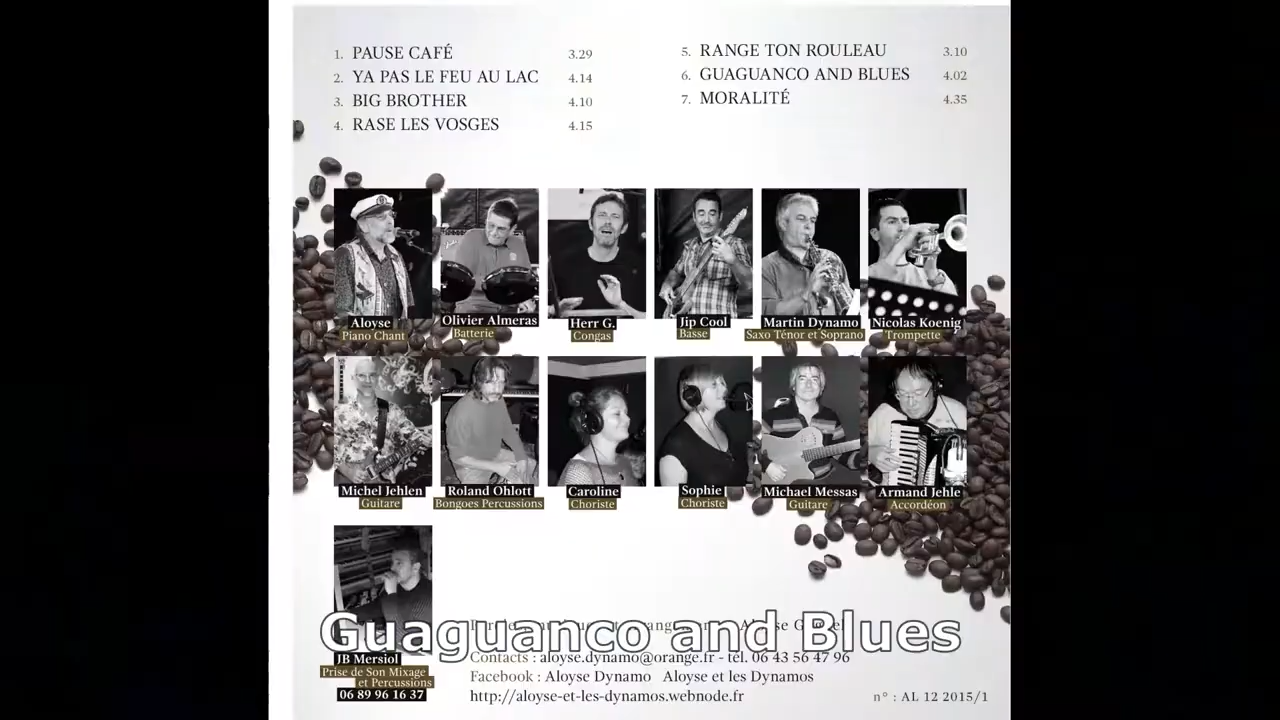 1. PAUSE CAFÉ 3.29
2. YA PAS LE FEU AU LAC 4.14
3. BIG BROTHER 4.10
4. RASE LES VOSGES 4.15
5. RANGE TON ROULEAU 3.10
6. GUAGUANCO AND BLUES 4.02
7. MORALITÉ 4.35
Aloyse
Piano Chant
Olivier Almeras
Batterie
Herr G.
Congas
Jip Cool
Basse
Martin Dynamo
Saxo Ténor et Soprano
Nicolas Koenig
Trompette
Michel Jehlen
Guitare
Roland Ohlott
Bongoes Percussions
Caroline
Choriste
Sophie
Choriste
Michael Messas
Guitare
Armand Jehle
Accordéon
Guaguanco and Blues
JB Mersiol
Prise de Son Mixage
et Percussions
06 89 96 16 37
Contacts : aloyse.dynamo@orange.fr - tél. 06 43 56 47 96
Facebook : Aloyse Dynamo Aloyse et les Dynamos
http://aloyse-et-les-dynamos.webnode.fr
n° : AL 12 2015/1